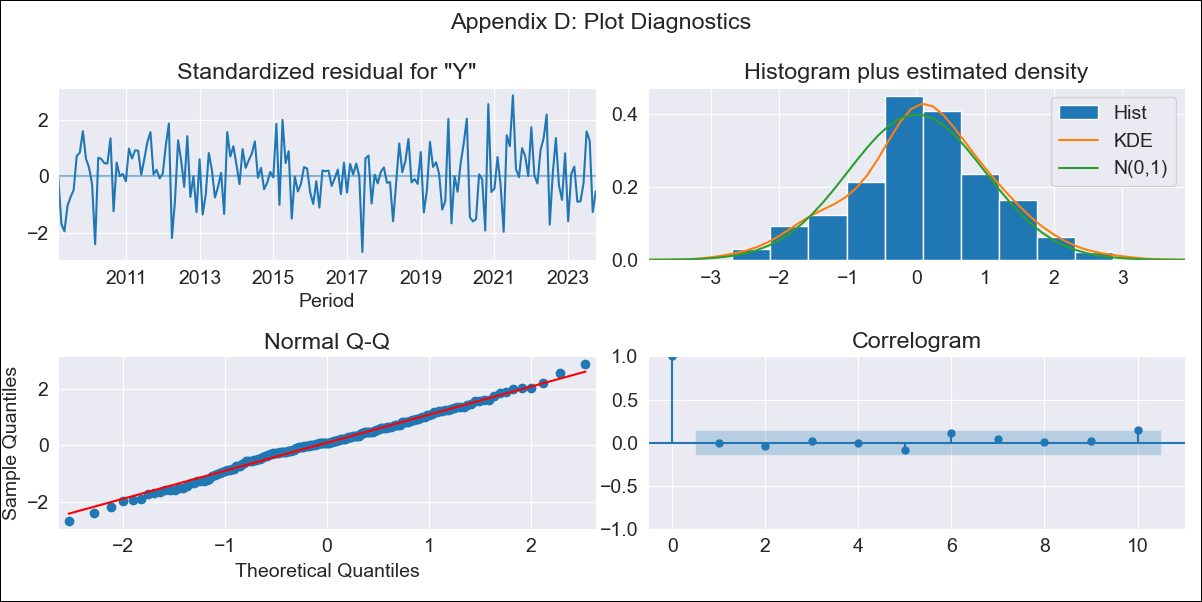 Appendix D: Plot Diagnostics
Standardized residual for "Y"
2
0
−2
2011 2013 2015 2017 2019 2021 2023
Period
Histogram plus estimated density
0.4
0.2
0.0
Hist
KDE
N(0,1)
−3 −2 −1 0 1 2 3
Normal Q-Q
Sample Quantiles
2
0
−2
−2 −1 0 1 2
Theoretical Quantiles
Correlogram
1.0
0.5
0.0
−0.5
−1.0
0 2 4 6 8 10